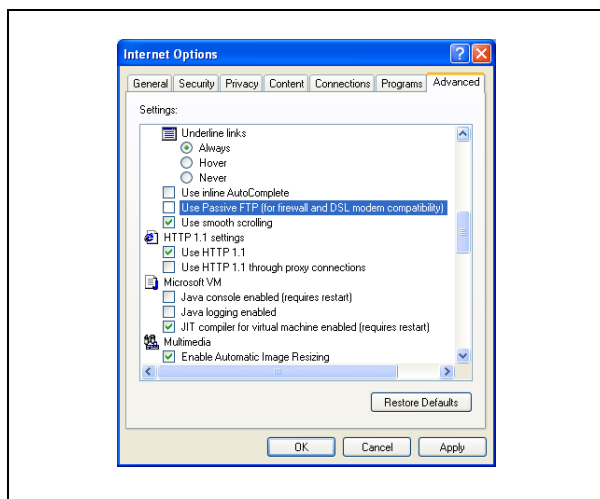 Internet Options
General Security Privacy Content Connections Programs Advanced
Settings:
Underline links
Always
Hover
Never
Use inline AutoComplete
Use Passive FTP (for firewall and DSL modem compatibility)
Use smooth scrolling
HTTP 1.1 settings
Use HTTP 1.1
Use HTTP 1.1 through proxy connections
Microsoft VM
Java console enabled (requires restart)
Java logging enabled
JIT compiler for virtual machine enabled (requires restart)
Multimedia
Enable Automatic Image Resizing
Restore Defaults
OK Cancel Apply